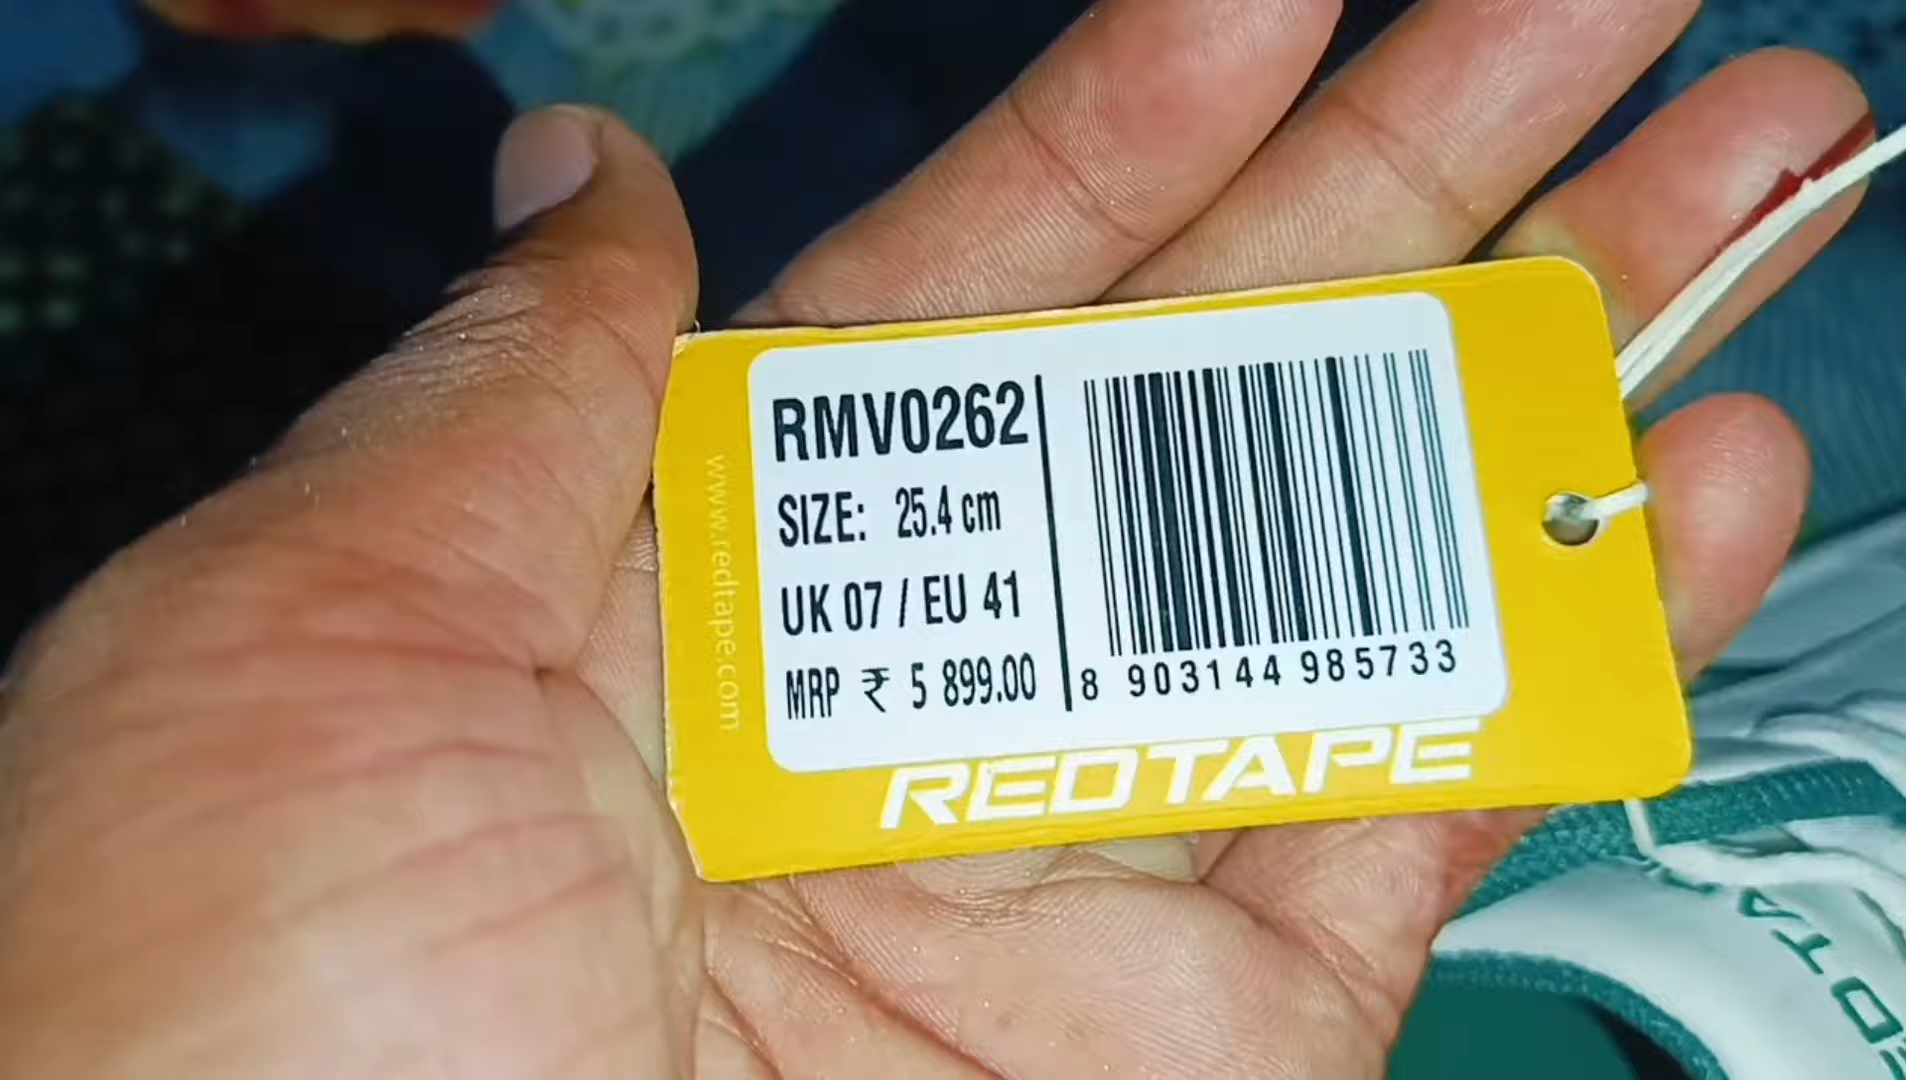 RMV0262
SIZE: 25.4 cm
UK 07 / EU 41
MRP ₹ 5 899.00
8 903144 985733
REDTAPE
www.redtape.com